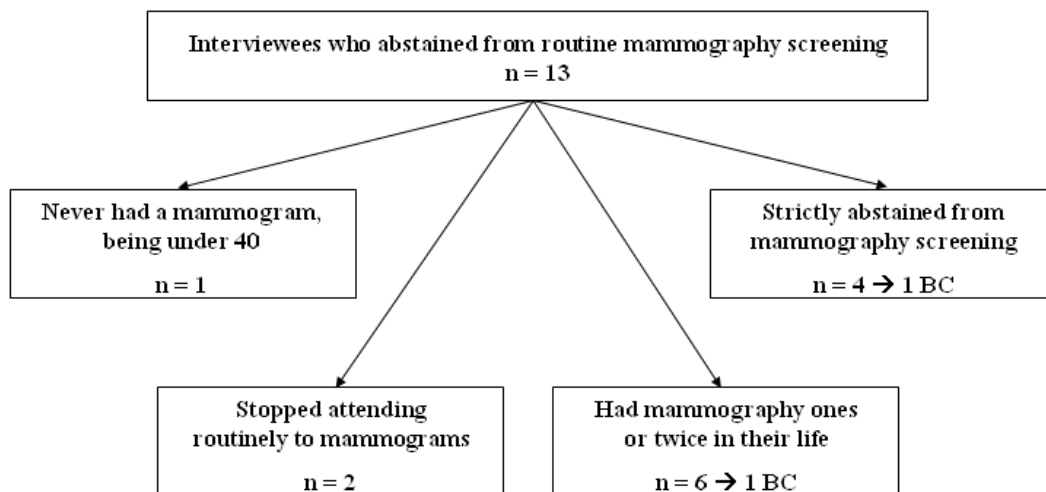 Interviewees who abstained from routine mammography screening
n = 13
Never had a mammogram,
being under 40
n = 1
Strictly abstained from
mammography screening
n = 4 → 1 BC
Stopped attending
routinely to mammograms
n = 2
Had mammography ones
or twice in their life
n = 6 → 1 BC